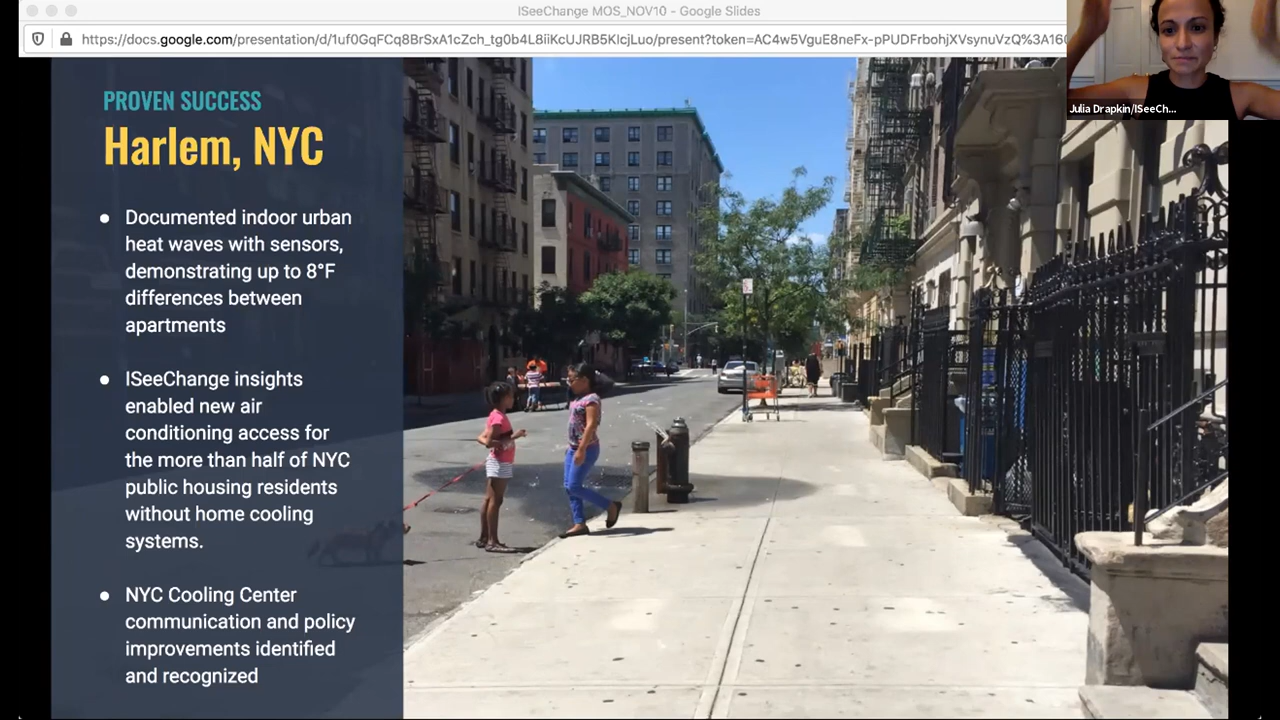 ISeeChange MOS_NOV10 - Google Slides
https://docs.google.com/presentation/d/1uf0GqFCq8BrSxA1cZch_tg0b4L8iiKcUJRB5KIcjLuo/present?token=AC4w5VguE8neFx-pPUDFrbohjXVsynuVzQ%3A16
Julia Drapkin/ISeeCh...
PROVEN SUCCESS
Harlem, NYC
● Documented indoor urban
heat waves with sensors,
demonstrating up to 8°F
differences between
apartments
● ISeeChange insights
enabled new air
conditioning access for
the more than half of NYC
public housing residents
without home cooling
systems.
● NYC Cooling Center
communication and policy
improvements identified
and recognized